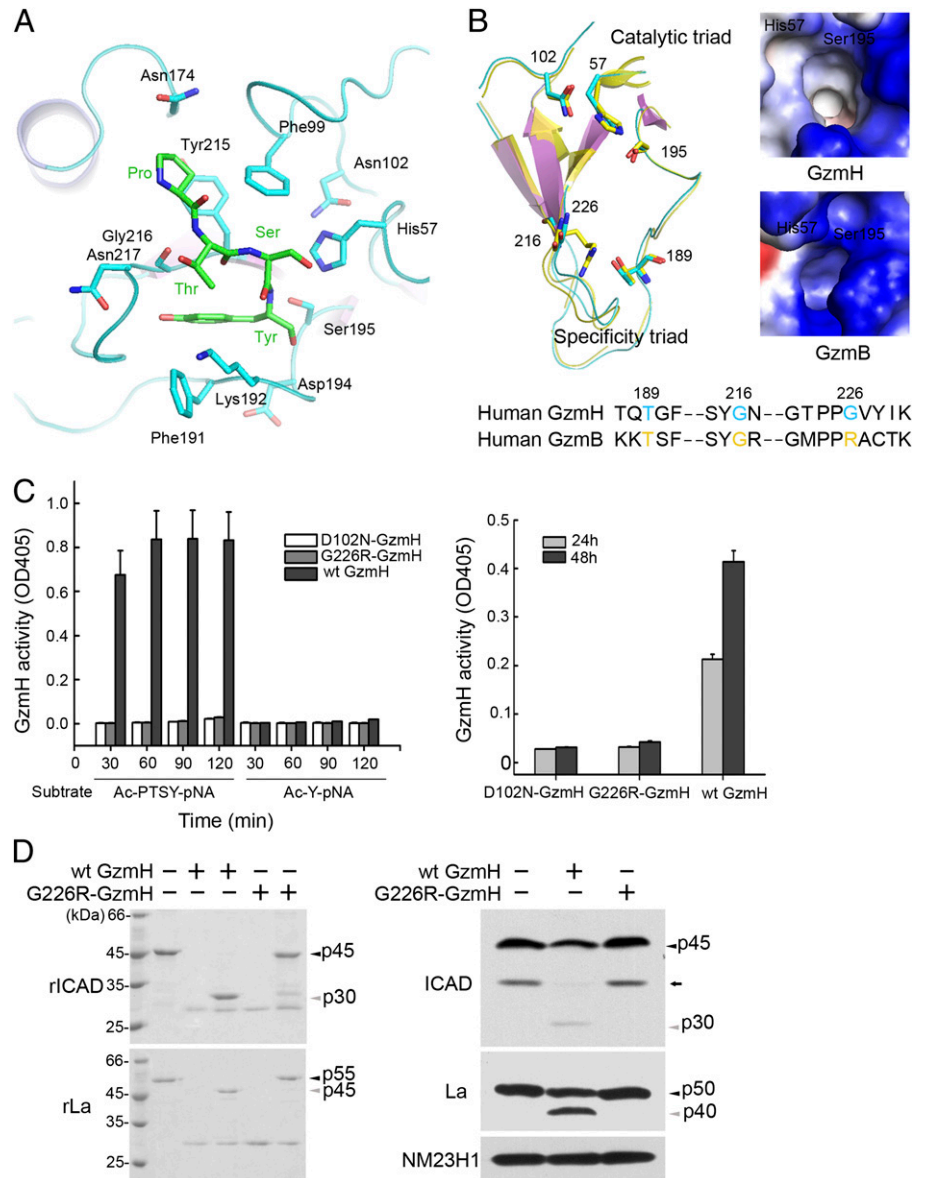 A
Asn174
Phe99
Tyr215
Asn102
Pro
Ser
His57
Gly216
Asn217
Thr
Ser195
Tyr
Lys192
Asp194
Phe191
B
Catalytic triad
102
57
195
226
216
189
Specificity triad
His57
Ser195
GzmH
His57
Ser195
GzmB
189 216 226
Human GzmH TQTGF--SYGN--GTPPGVYIK
Human GzmB KKTSF--SYGR--GMPPRACTK
C
GzmH activity (OD405)
1.0
0.8
0.6
0.4
0.2
0.0
D102N-GzmH
G226R-GzmH
wt GzmH
0 30 60 90 120 30 60 90 120
Subtrate Ac-PTSY-pNA Ac-Y-pNA
Time (min)
GzmH activity (OD405)
0.5
0.4
0.3
0.2
0.1
0
24h
48h
D102N-GzmH G226R-GzmH wt GzmH
D
wt GzmH − + + − −
G226R-GzmH − − − + +
(kDa)
66-
45-
35-
25-
rICAD
p45
p30
66-
45-
35-
25-
rLa
p55
p45
wt GzmH − + −
G226R-GzmH − − +
ICAD
p45
p30
La
p50
p40
NM23H1